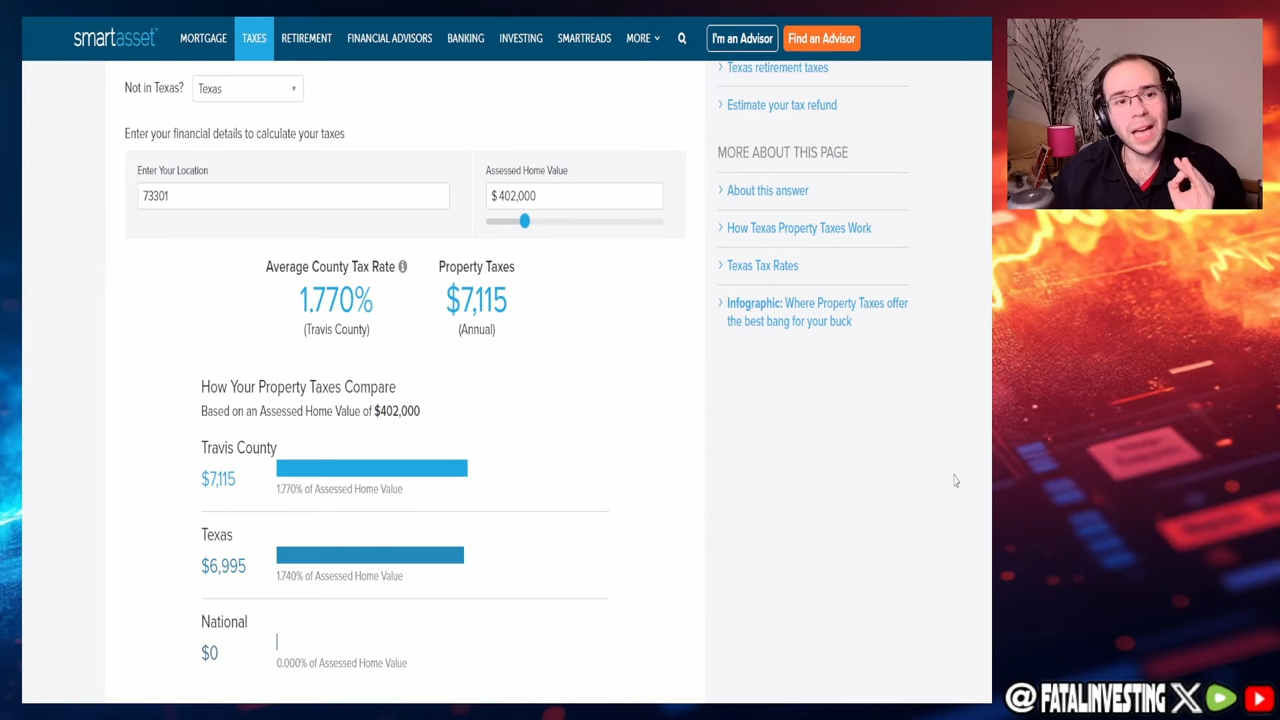 smartasset™
MORTGAGE TAXES RETIREMENT FINANCIAL ADVISORS BANKING INVESTING SMARTREADS MORE I'm an Advisor Find an Advisor
Not in Texas? Texas
Enter your financial details to calculate your taxes
Enter Your Location
73301
Assessed Home Value
$ 402,000
Average County Tax Rate
1.770%
(Travis County)
Property Taxes
$7,115
(Annual)
How Your Property Taxes Compare
Based on an Assessed Home Value of $402,000
Travis County
$7,115
1.770% of Assessed Home Value
Texas
$6,995
1.740% of Assessed Home Value
National
$0
0.000% of Assessed Home Value
Texas retirement taxes
Estimate your tax refund
MORE ABOUT THIS PAGE
About this answer
How Texas Property Taxes Work
Texas Tax Rates
Infographic: Where Property Taxes offer
the best bang for your buck
@FATALINVESTING X